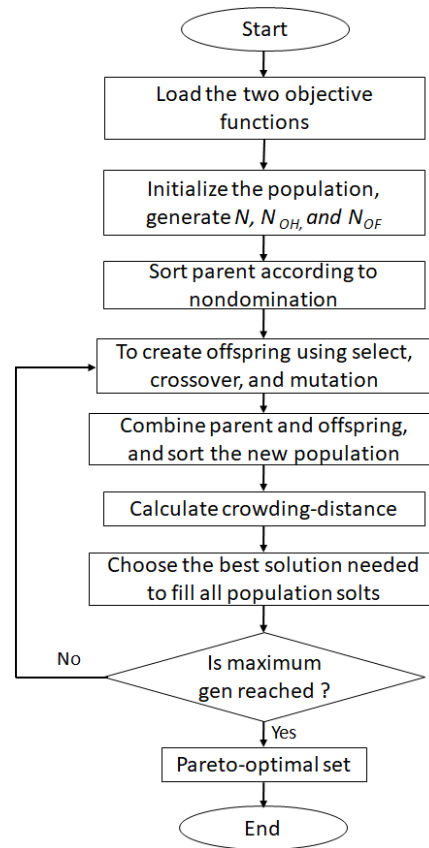 Start
Load the two objective
functions
Initialize the population,
generate N, N OH, and N OF
Sort parent according to
nondomination
To create offspring using select,
crossover, and mutation
Combine parent and offspring,
and sort the new population
Calculate crowding-distance
Choose the best solution needed
to fill all population solts
No
Is maximum
gen reached ?
Yes
Pareto-optimal set
End